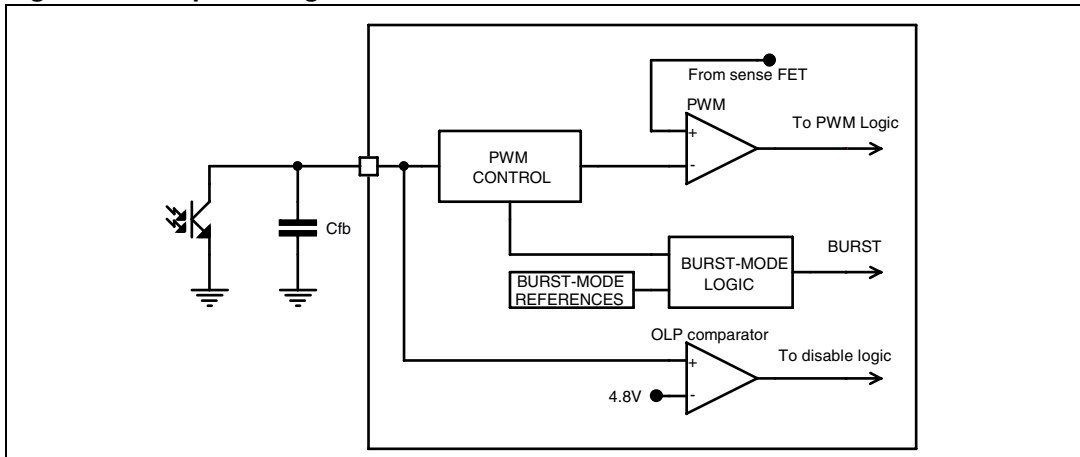 From sense FET
PWM
+
-
To PWM Logic
PWM
CONTROL
Cfb
BURST
BURST-MODE
LOGIC
BURST-MODE
REFERENCES
OLP comparator
+
-
To disable logic
4.8V